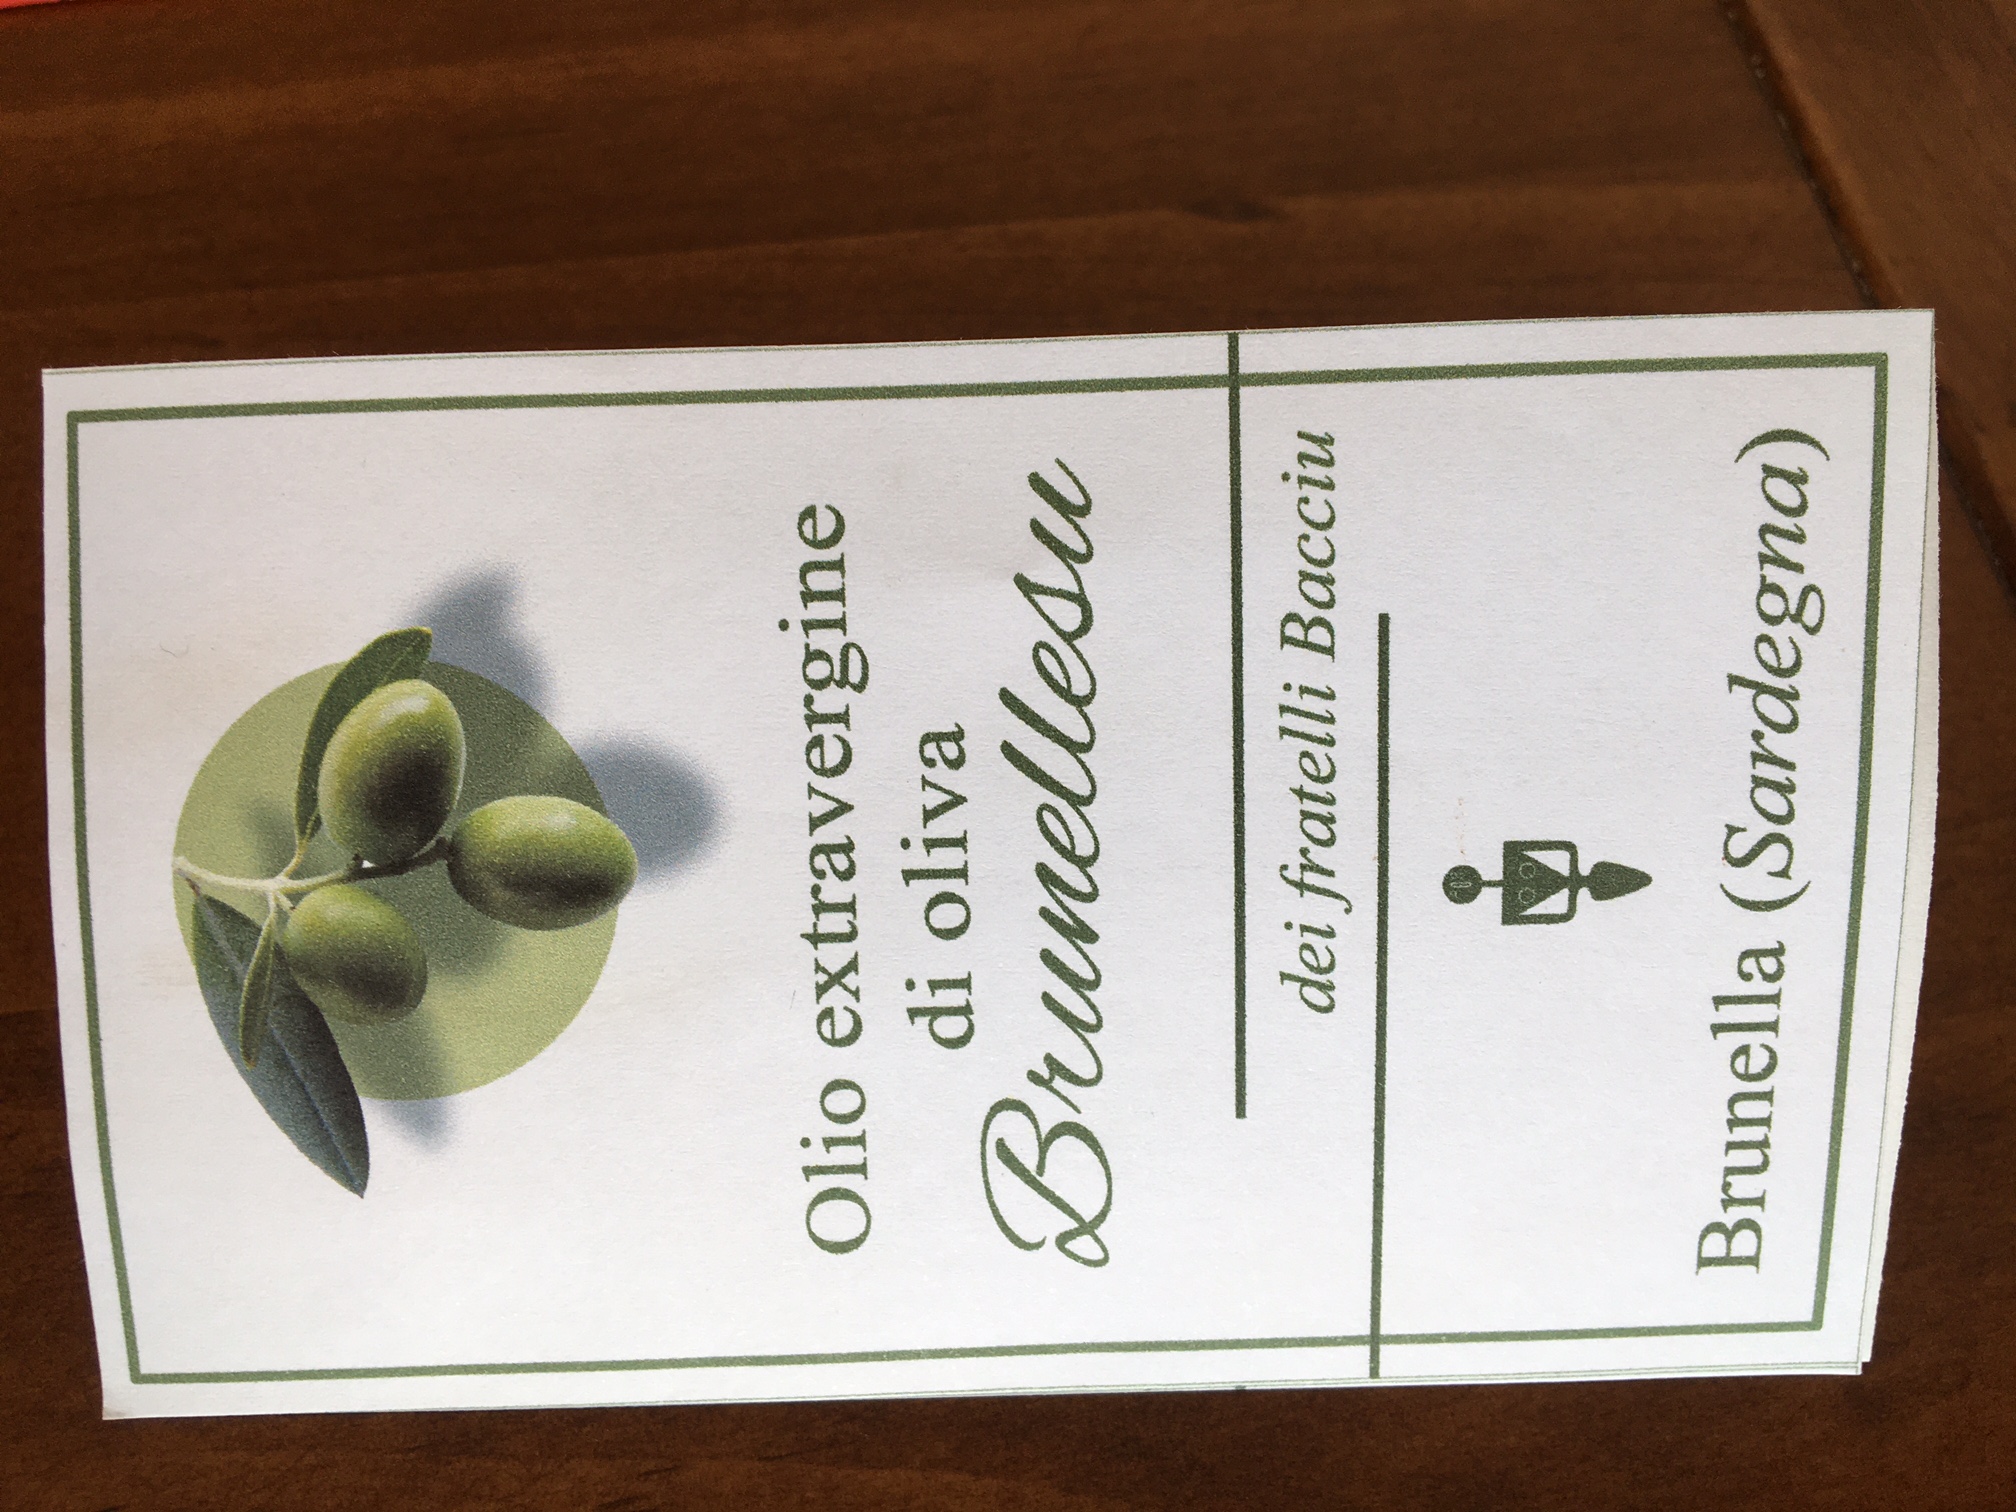 Olio extravergine
di oliva
Brunellesu
dei fratelli Bacciu
Brunella (Sardegna)